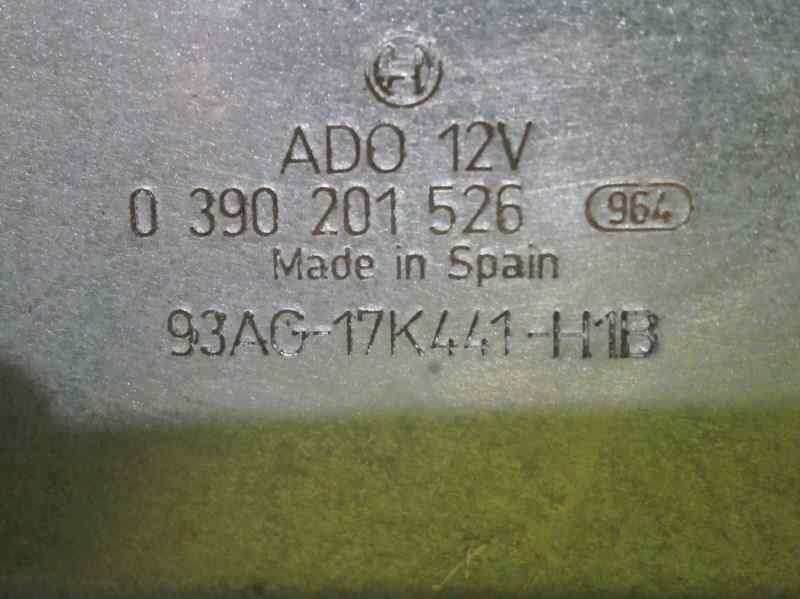 ADO 12V
0 390 201 526 964
Made in Spain
93AG-17K441-H1B